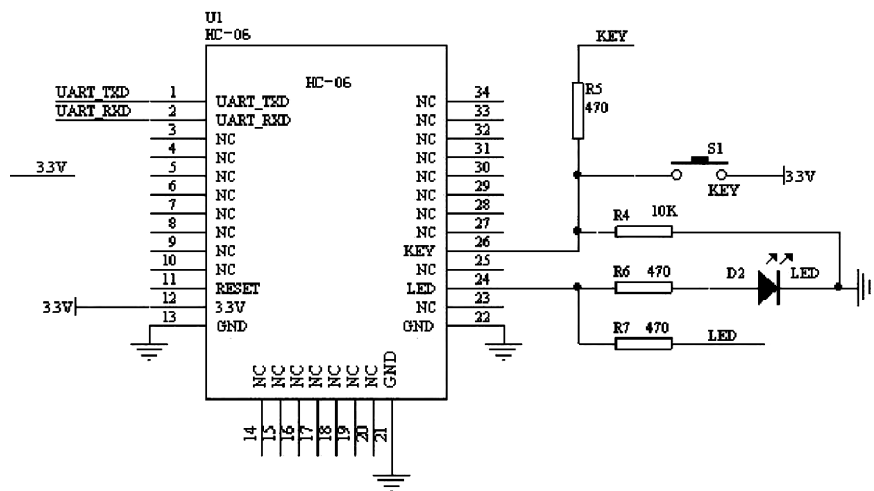 U1
HC-06
HC-06
KEY
R5
470
UART_TXD 1 UART_TXD NC 34
UART_RXD 2 UART_RXD NC 33
3 NC NC 32
4 NC NC 31
33V 5 NC NC 30
6 NC NC 29
7 NC NC 28
8 NC NC 27
9 NC KEY 26
10 NC NC 25
11 RESET LED 24
33V 12 33V NC 23
13 GND GND 22
S1
KEY
33V
R4 10K
R6 470 D2 LED
R7 470 LED
NC NC NC NC NC NC NC GND
14 15 16 17 18 19 20 21